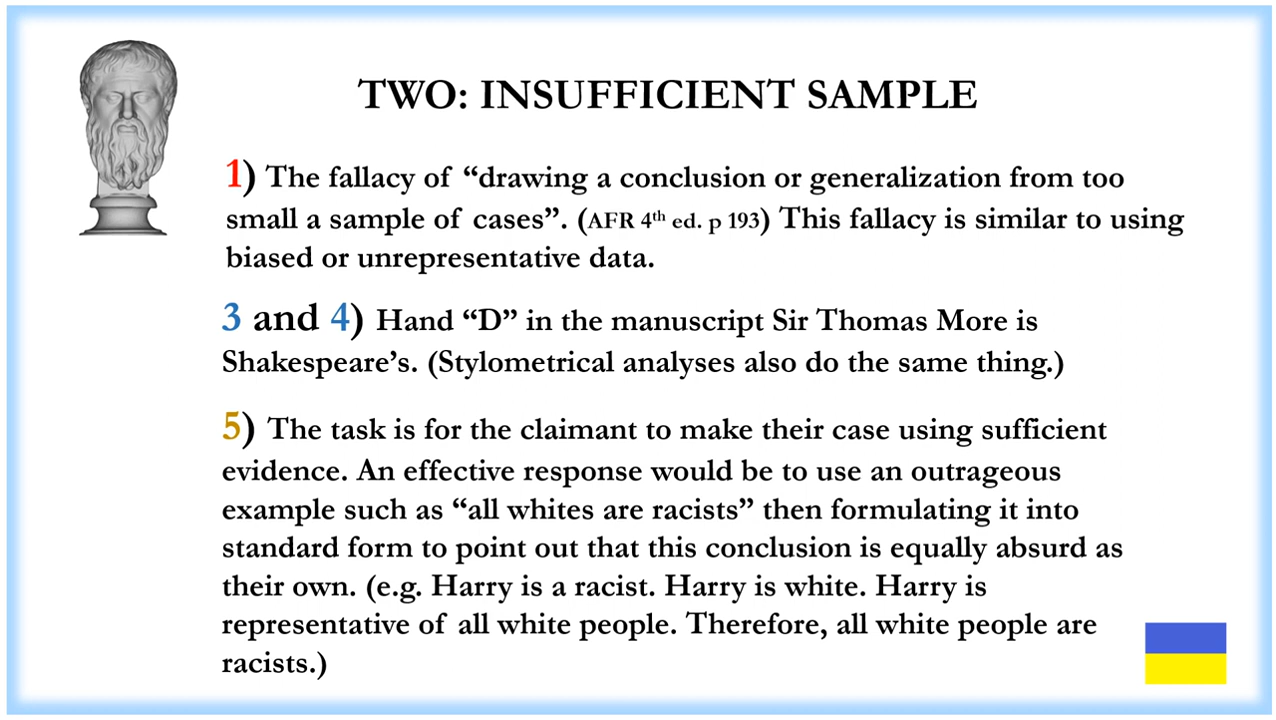 TWO: INSUFFICIENT SAMPLE
1) The fallacy of “drawing a conclusion or generalization from too
small a sample of cases”. (AFR 4th ed. p 193) This fallacy is similar to using
biased or unrepresentative data.
3 and 4) Hand “D” in the manuscript Sir Thomas More is
Shakespeare’s. (Stylometrical analyses also do the same thing.)
5) The task is for the claimant to make their case using sufficient
evidence. An effective response would be to use an outrageous
example such as “all whites are racists” then formulating it into
standard form to point out that this conclusion is equally absurd as
their own. (e.g. Harry is a racist. Harry is white. Harry is
representative of all white people. Therefore, all white people are
racists.)